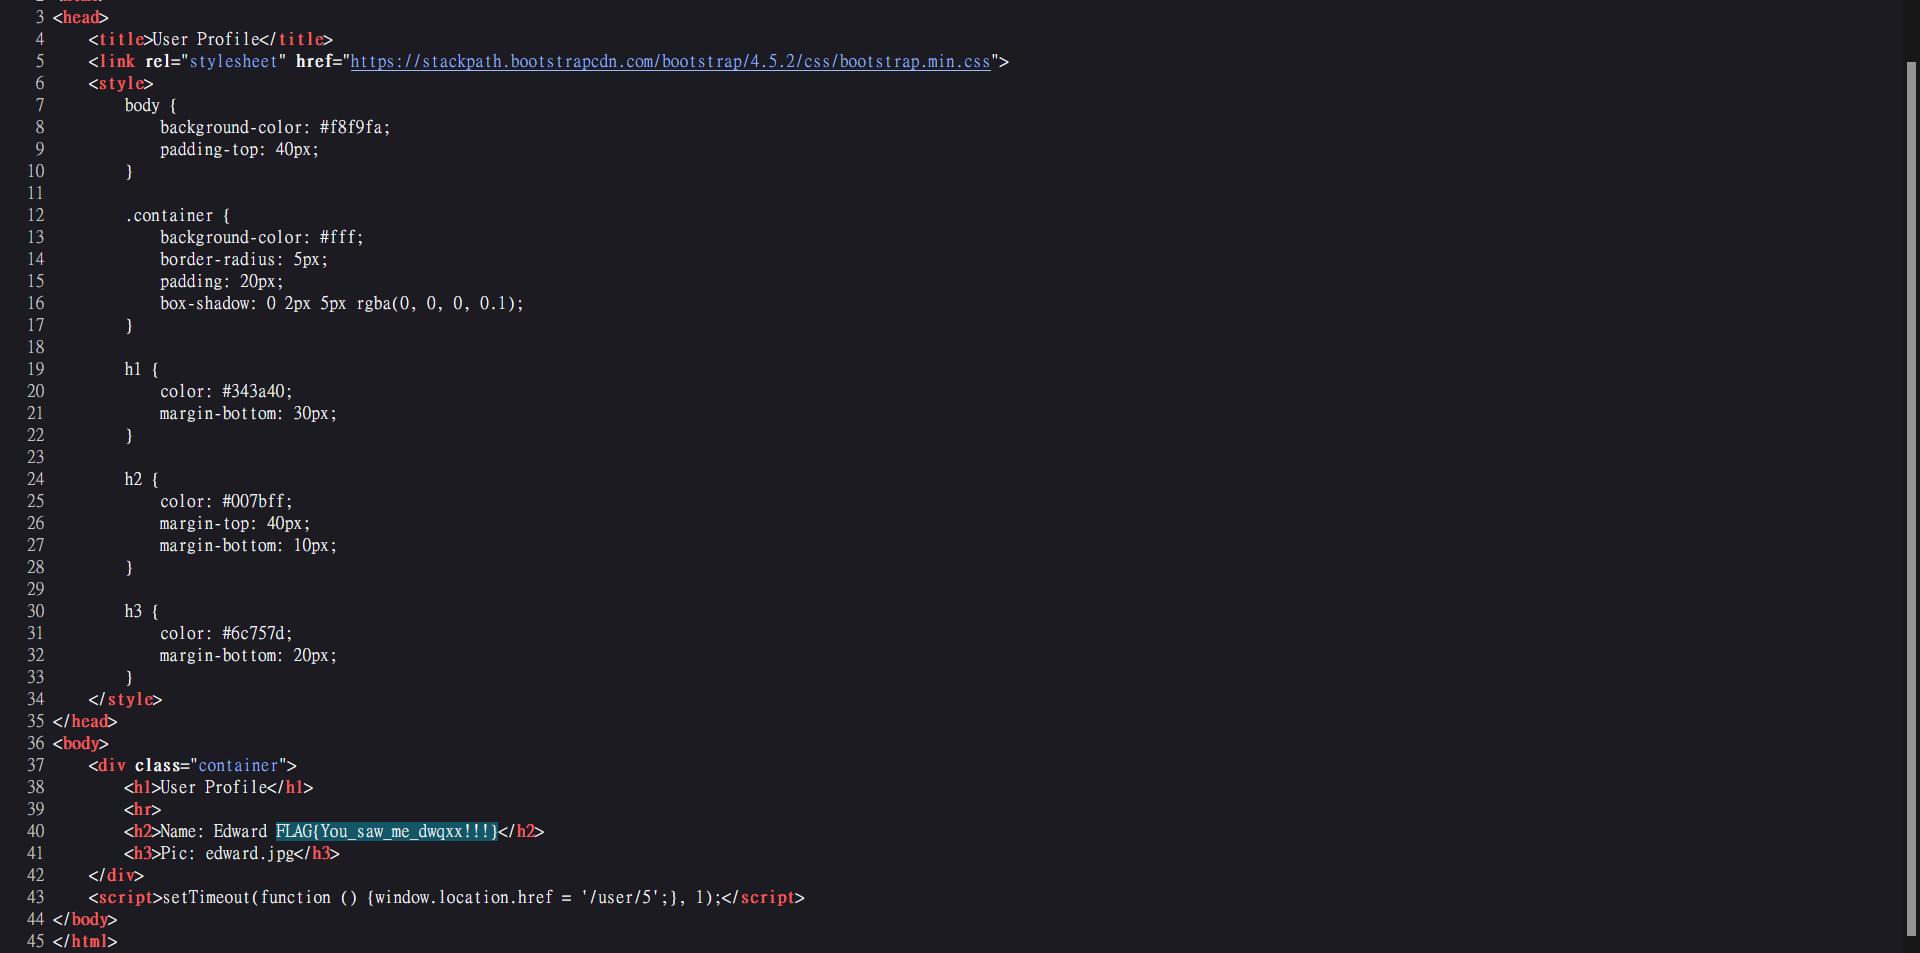 3 <head>
4     <title>User Profile</title>
5     <link rel="stylesheet" href="https://stackpath.bootstrapcdn.com/bootstrap/4.5.2/css/bootstrap.min.css">
6     <style>
7         body {
8             background-color: #f8f9fa;
9             padding-top: 40px;
10         }
11
12         .container {
13             background-color: #fff;
14             border-radius: 5px;
15             padding: 20px;
16             box-shadow: 0 2px 5px rgba(0, 0, 0, 0.1);
17         }
18
19         h1 {
20             color: #343a40;
21             margin-bottom: 30px;
22         }
23
24         h2 {
25             color: #007bff;
26             margin-top: 40px;
27             margin-bottom: 10px;
28         }
29
30         h3 {
31             color: #6c757d;
32             margin-bottom: 20px;
33         }
34     </style>
35 </head>
36 <body>
37     <div class="container">
38         <h1>User Profile</h1>
39         <hr>
40         <h2>Name: Edward FLAG{You_saw_me_dwqxx!!!}</h2>
41         <h3>Pic: edward.jpg</h3>
42     </div>
43     <script>setTimeout(function () {window.location.href = '/user/5';}, 1);</script>
44 </body>
45 </html>